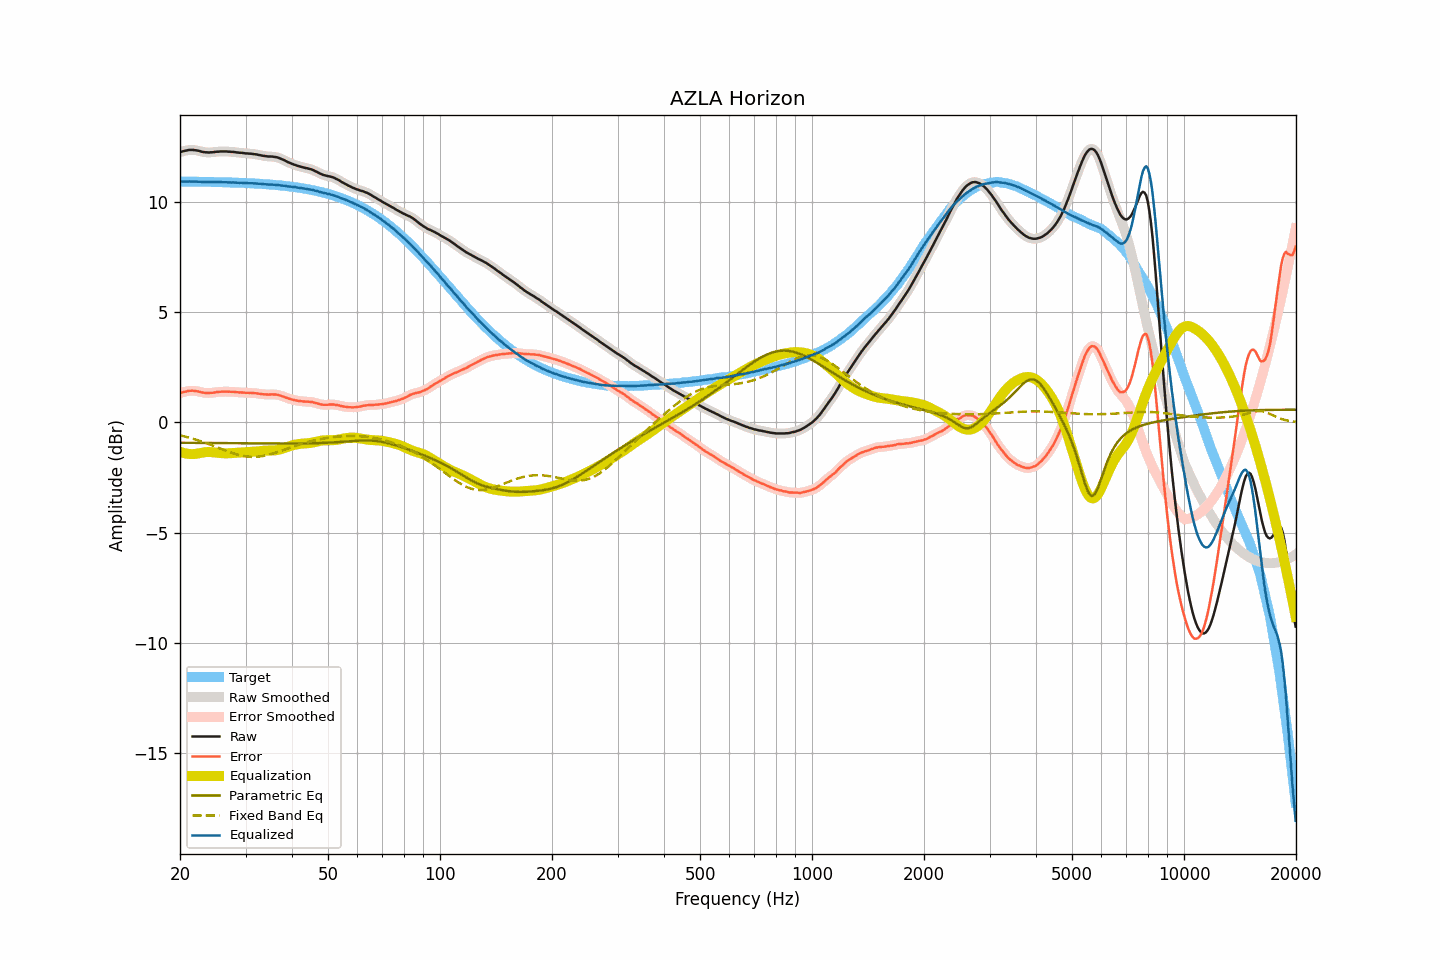 AZLA Horizon
Amplitude (dBr)
10
5
0
−5
−10
−15
Target
Raw Smoothed
Error Smoothed
Raw
Error
Equalization
Parametric Eq
Fixed Band Eq
Equalized
20 50 100 200 500 1000 2000 5000 10000 20000
Frequency (Hz)